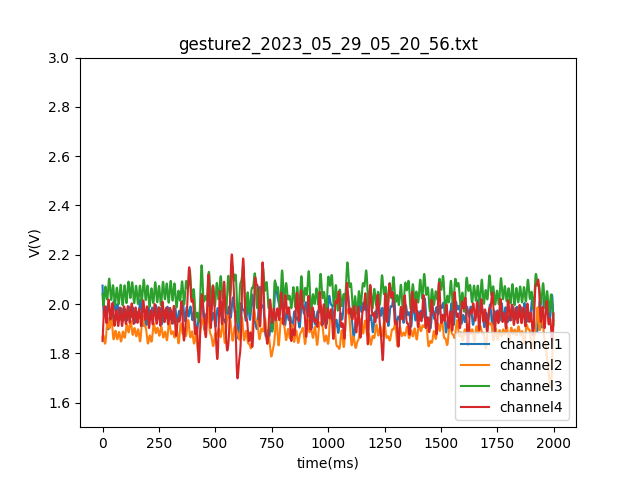 gesture2_2023_05_29_05_20_56.txt
V(V)
3.0
2.8
2.6
2.4
2.2
2.0
1.8
1.6
channel1
channel2
channel3
channel4
0 250 500 750 1000 1250 1500 1750 2000
time(ms)